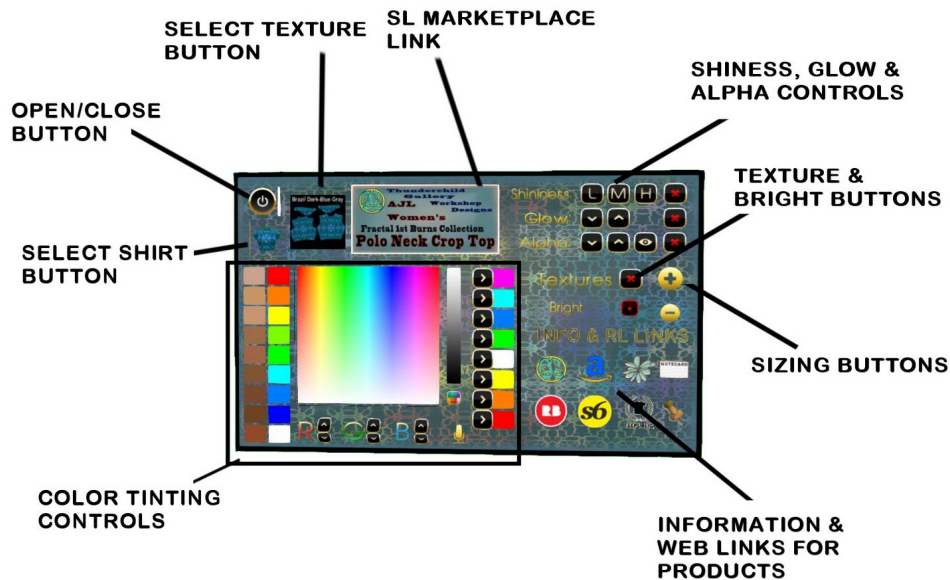 SL MARKETPLACE
LINK
SELECT TEXTURE
BUTTON
SHINESS, GLOW &
ALPHA CONTROLS
OPEN/CLOSE
BUTTON
TEXTURE &
BRIGHT BUTTONS
SELECT SHIRT
BUTTON
Brazil Dark-Blue Gray
Thunderchild
Gallery
AJL Workshop
Designs
Women's
Fractal 1st Burns Collection
Polo Neck Crop Top
Shininess: L M H
Glow:
Alpha:
Textures
Bright
INFO & RL LINKS
a
NOTECARD
RB
s6
R G B
SIZING BUTTONS
COLOR TINTING
CONTROLS
INFORMATION &
WEB LINKS FOR
PRODUCTS